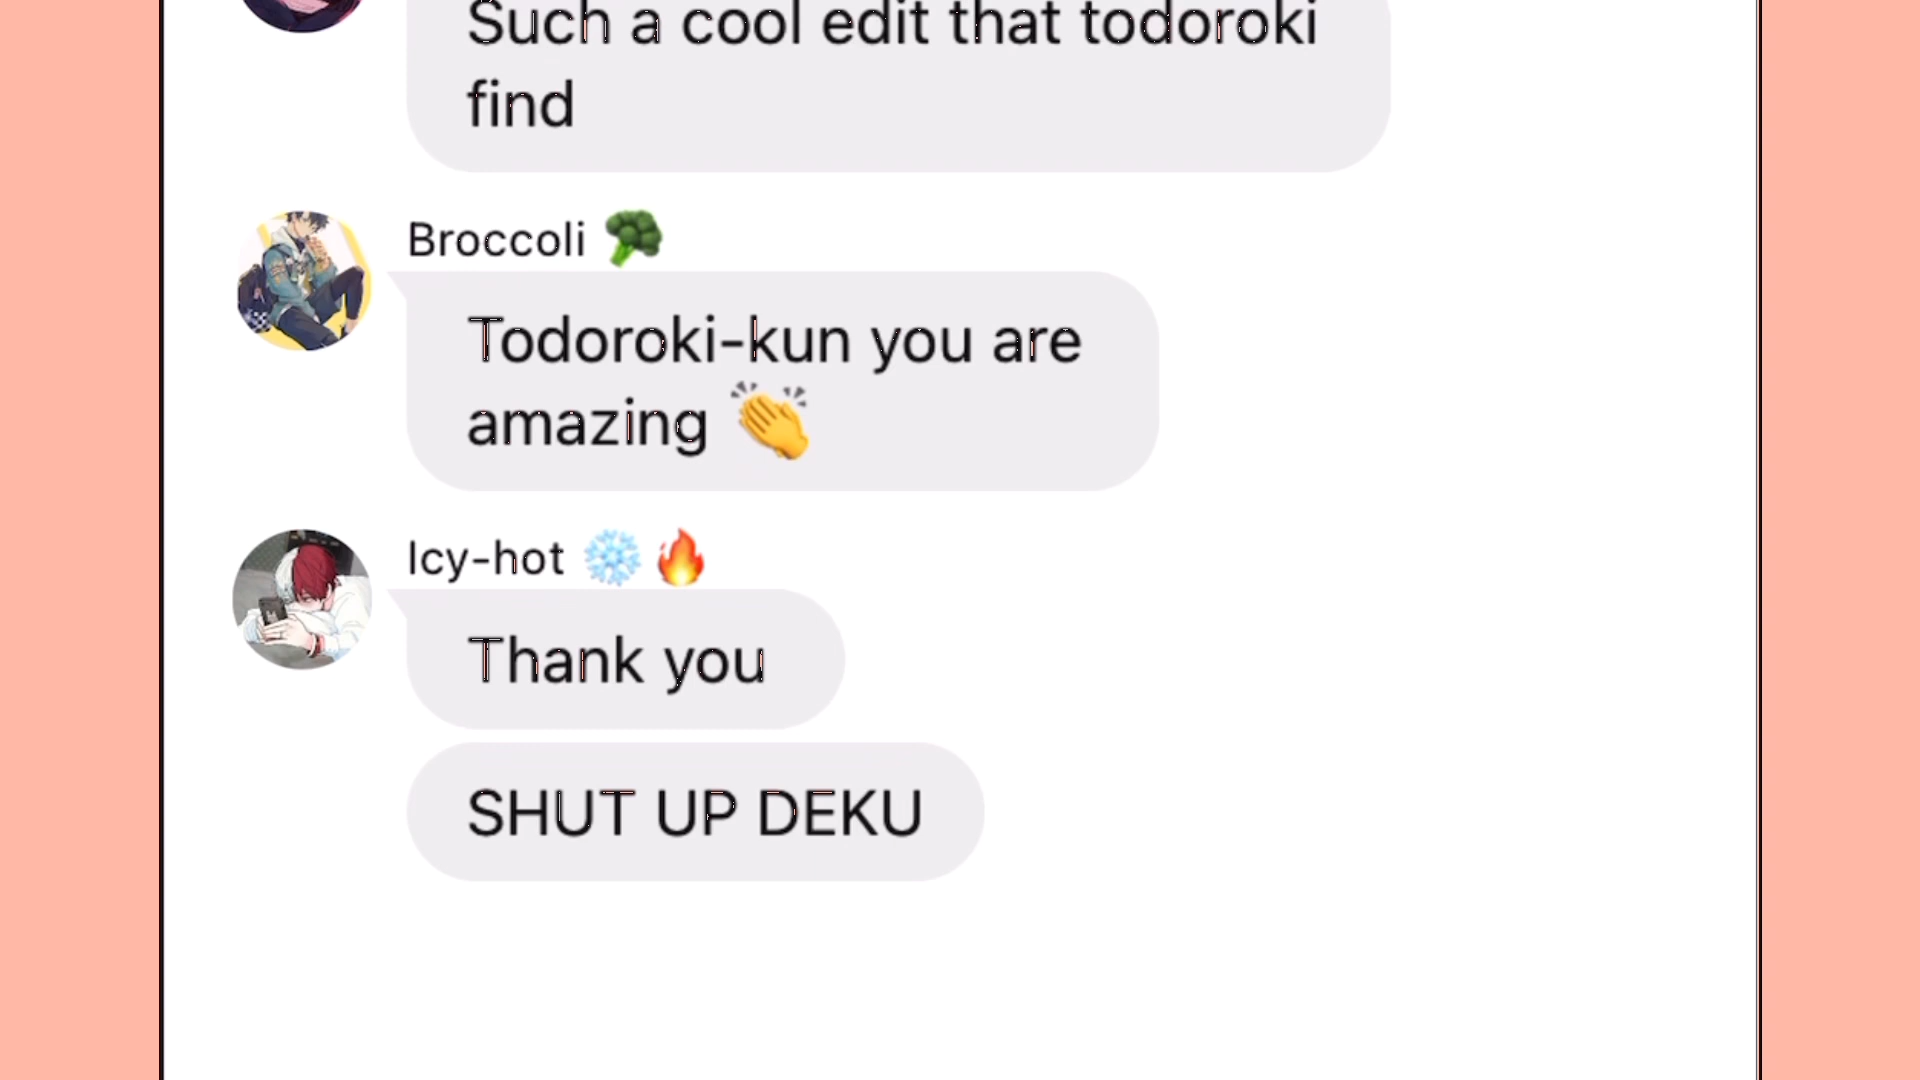 Such a cool edit that todoroki
find
Broccoli 🥦
Todoroki-kun you are
amazing 👏
Icy-hot ❄️🔥
Thank you
SHUT UP DEKU